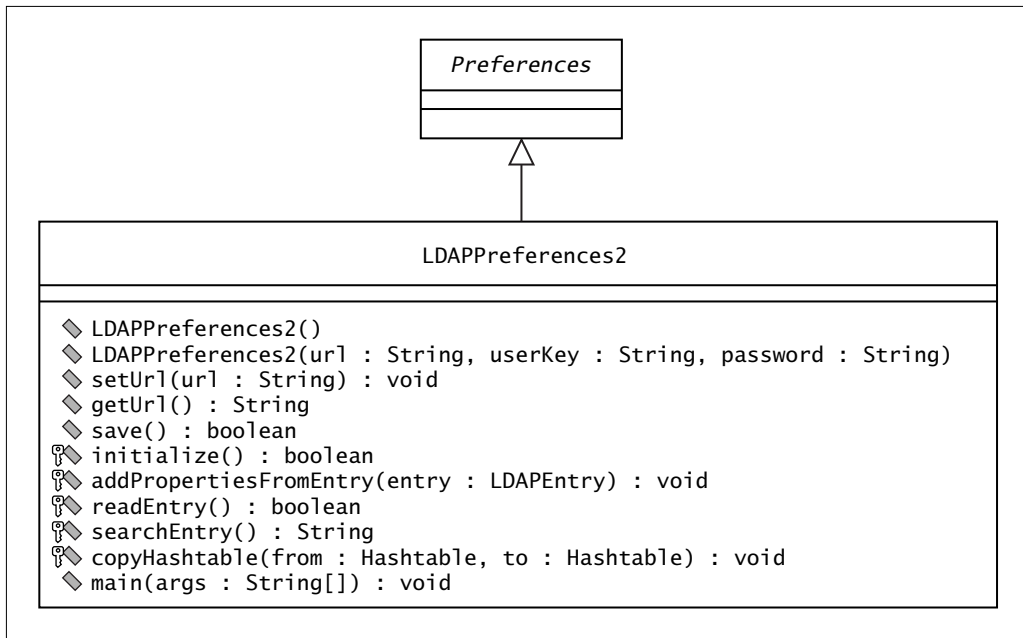 Preferences
LDAPPreferences2
LDAPPreferences2()
LDAPPreferences2(url : String, userKey : String, password : String)
setUrl(url : String) : void
getUrl() : String
save() : boolean
initialize() : boolean
addPropertiesFromEntry(entry : LDAPEntry) : void
readEntry() : boolean
searchEntry() : String
copyHashtable(from : Hashtable, to : Hashtable) : void
main(args : String[]) : void